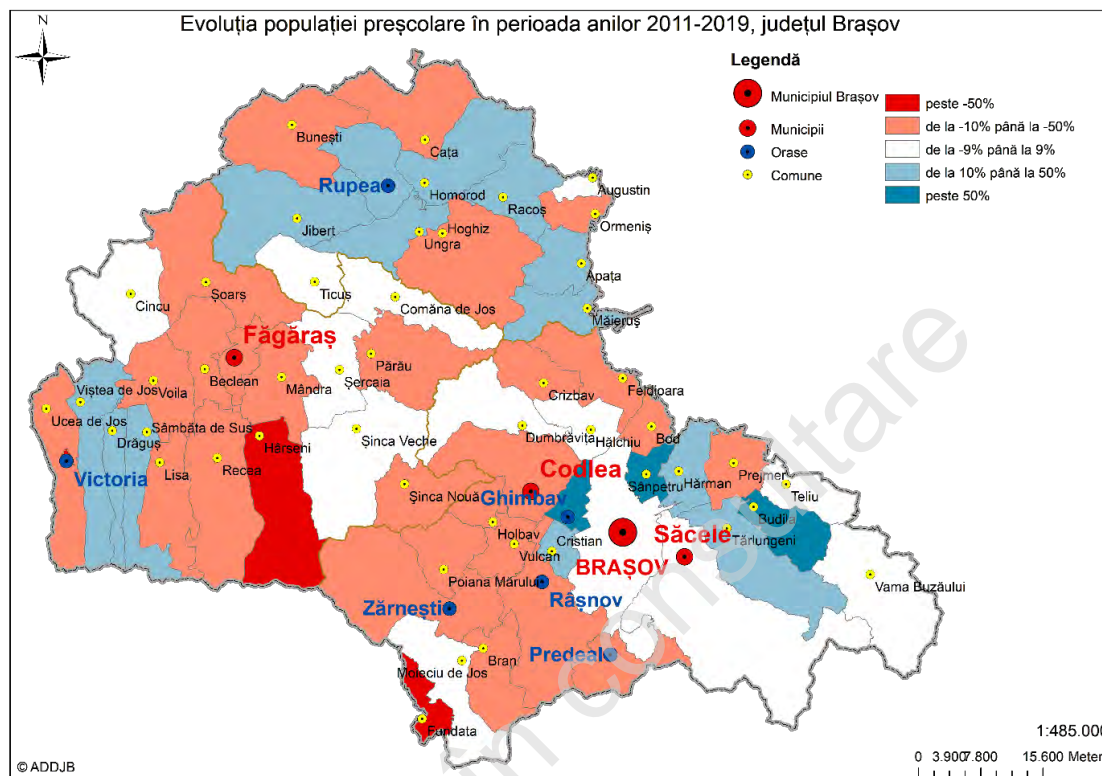 Evoluția populației preșcolare în perioada anilor 2011-2019, județul Brașov
N
Legendă
Municipiul Brașov
Municipii
Orase
Comune
peste -50%
de la -10% până la -50%
de la -9% până la 9%
de la 10% până la 50%
peste 50%
Bunești
Cața
Rupea
Homorod
Augustin
Racoș
Ormeniș
Jibert
Ungra
Hoghiz
Apața
Cincu
Șoarș
Ticuș
Comăna de Jos
Măieruș
Făgăraș
Părău
Beclean
Mândra
Șercaia
Crizbav
Feldioara
Viștea de Jos
Voila
Ucea de Jos
Drăguș
Sâmbăta de Sus
Hârseni
Șinca Veche
Dumbrăvița
Hălchiu
Bod
Victoria
Lisa
Recea
Codlea
Sânpetru
Hărman
Prejmer
Teliu
Șinca Nouă
Ghimbav
Budila
Holbav
Cristian
Săcele
Tărlungeni
Vulcan
BRAȘOV
Poiana Mărului
Vama Buzăului
Râșnov
Zărnești
Bran
Predeal
Moieciu de Jos
Fundata
în consultare
1:485.000
0 3.900 7.800 15.600 Meter
© ADDJB